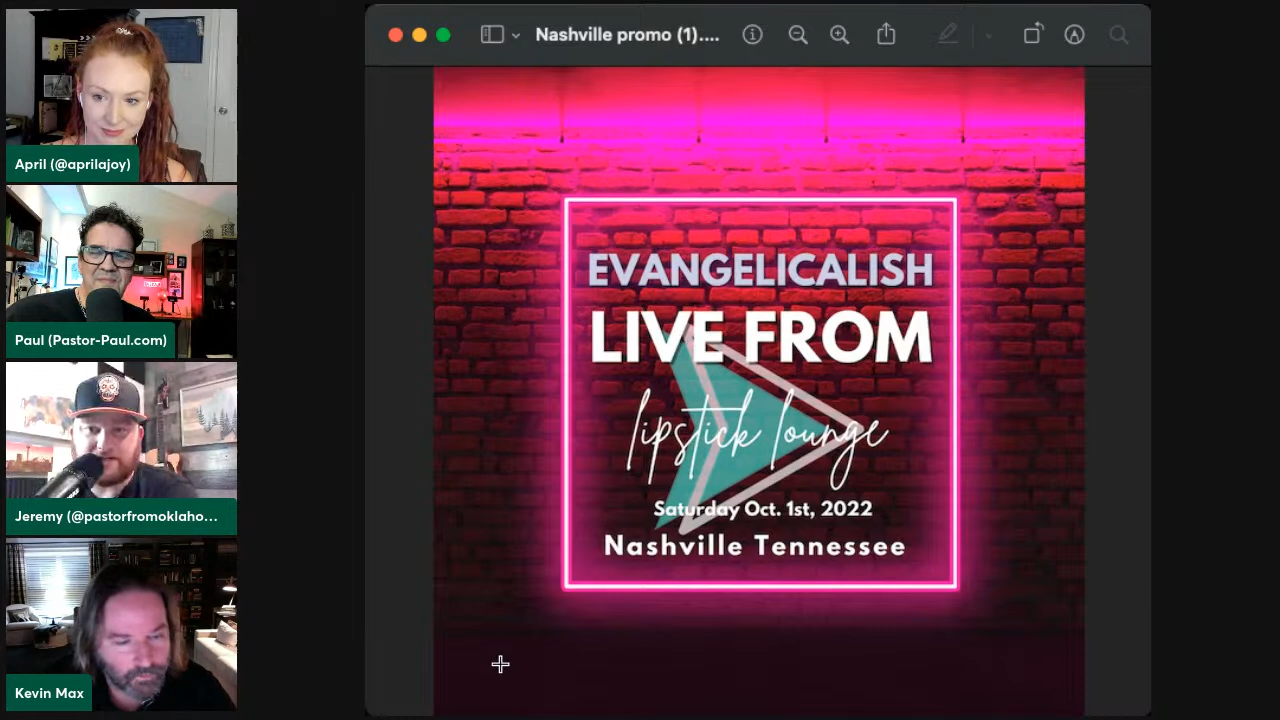 April (@aprilajoy)
Paul (Pastor-Paul.com)
Jeremy (@pastorfromoklaho...
Kevin Max
Nashville promo (1)....
EVANGELICALISH
LIVE FROM
lipstick lounge
Saturday Oct. 1st, 2022
Nashville Tennessee